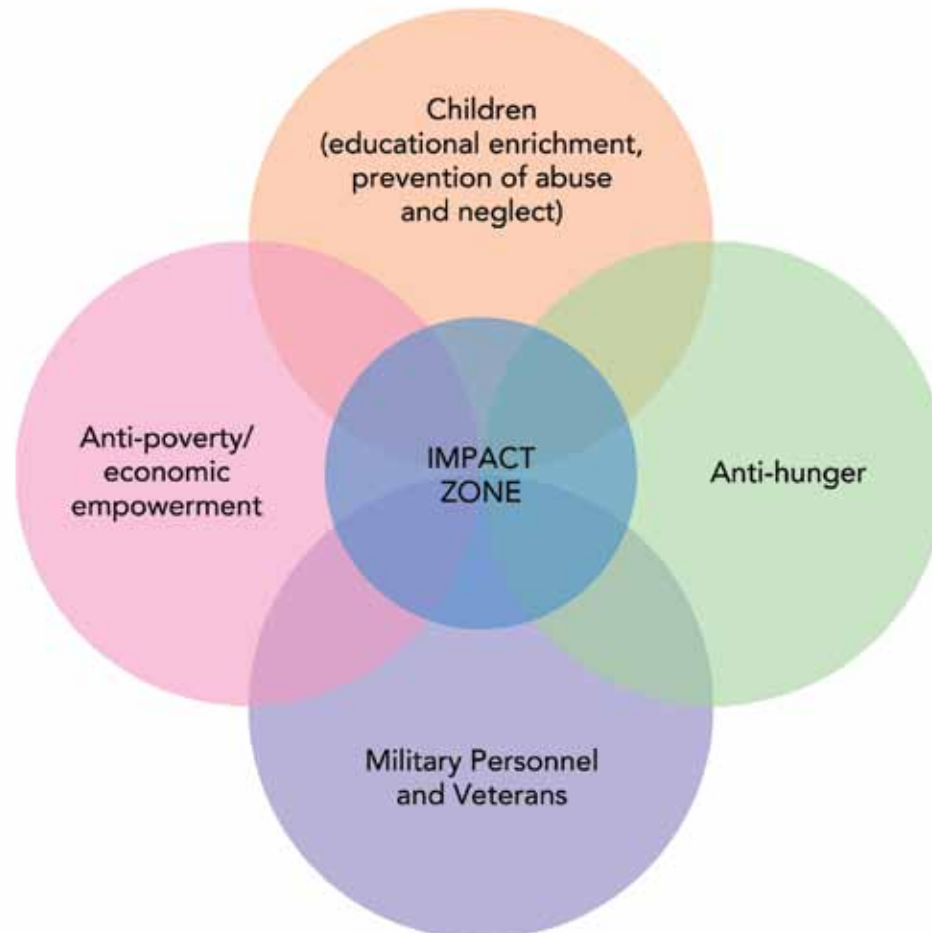 Children
(educational enrichment,
prevention of abuse
and neglect)
Anti-poverty/
economic
empowerment
IMPACT
ZONE
Anti-hunger
Military Personnel
and Veterans